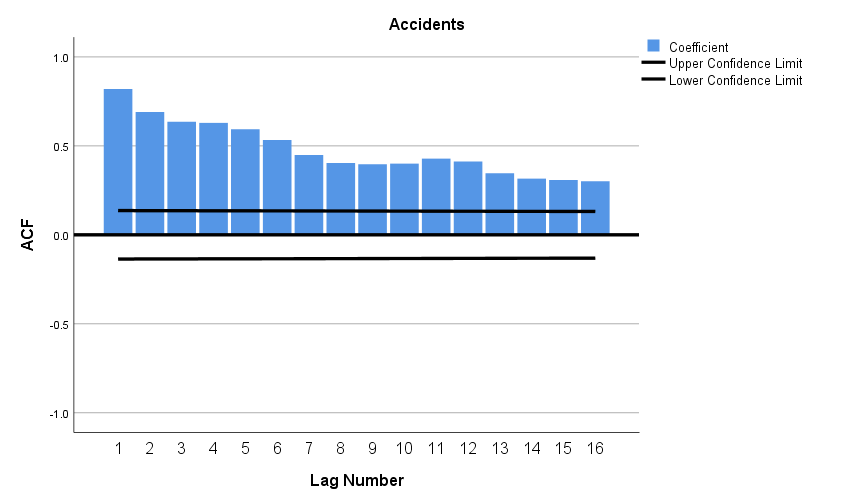 Accidents
Coefficient
Upper Confidence Limit
Lower Confidence Limit
1.0
0.5
0.0
-0.5
-1.0
ACF
1 2 3 4 5 6 7 8 9 10 11 12 13 14 15 16
Lag Number